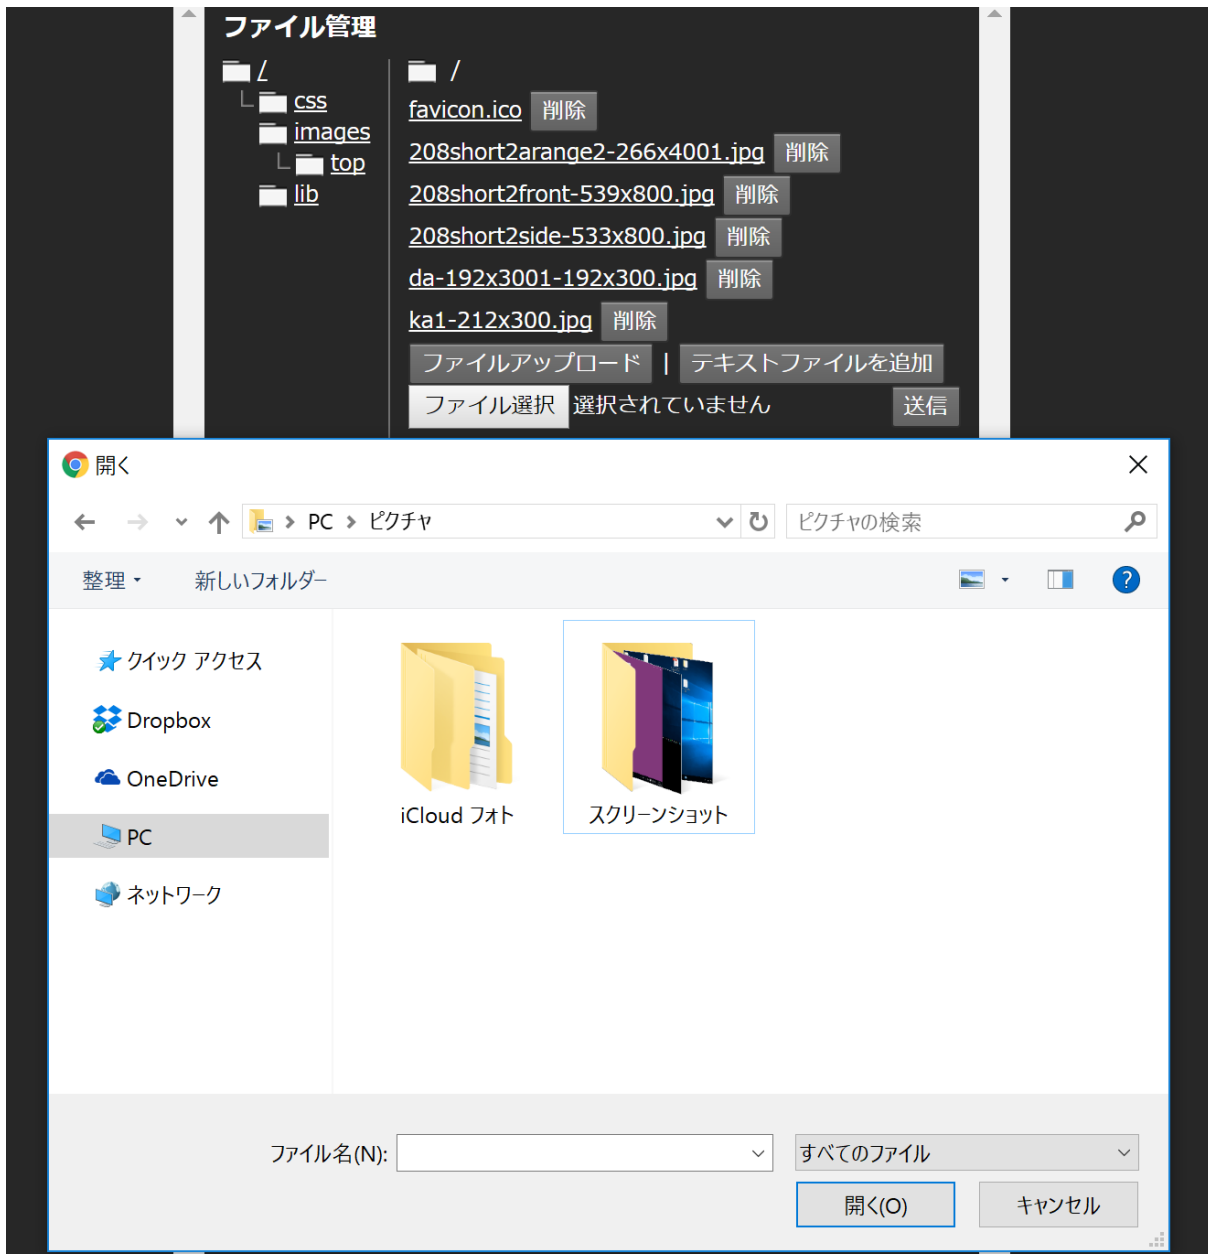 ファイル管理
/
css
images
top
lib
/
favicon.ico 削除
208short2arange2-266x4001.jpg 削除
208short2front-539x800.jpg 削除
208short2side-533x800.jpg 削除
da-192x3001-192x300.jpg 削除
ka1-212x300.jpg 削除
ファイルアップロード | テキストファイルを追加
ファイル選択 選択されていません 送信
開く
PC ピクチャ ピクチャの検索
整理 新しいフォルダー
クイック アクセス
Dropbox
OneDrive
PC
ネットワーク
iCloud フォト スクリーンショット
ファイル名(N): すべてのファイル
開く(O) キャンセル